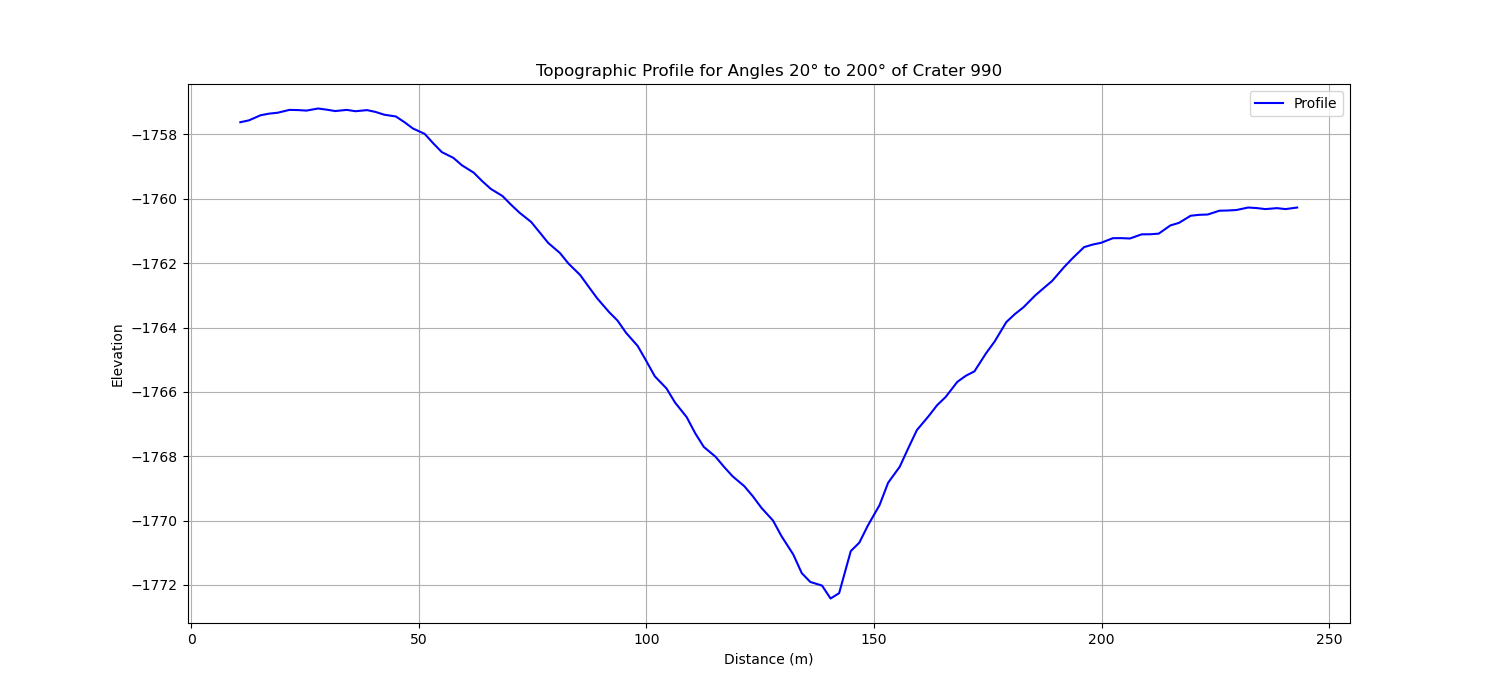 Topographic Profile for Angles 20° to 200° of Crater 990
Profile
−1758
−1760
−1762
−1764
−1766
−1768
−1770
−1772
Elevation
0 50 100 150 200 250
Distance (m)